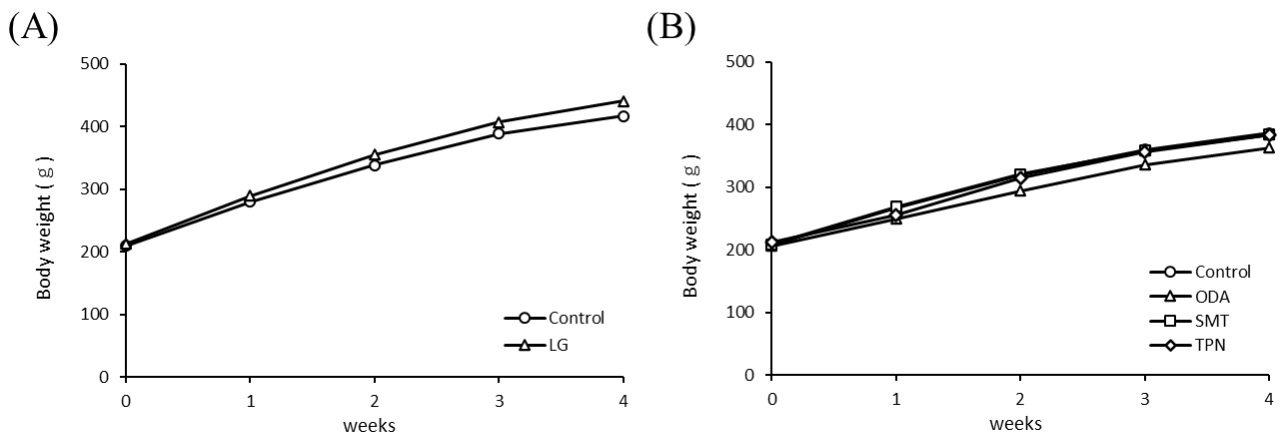 (A)
500
400
300
200
100
0
Body weight ( g )
0 1 2 3 4
weeks
Control
LG
(B)
500
400
300
200
100
0
Body weight ( g )
0 1 2 3 4
weeks
Control
ODA
SMT
TPN